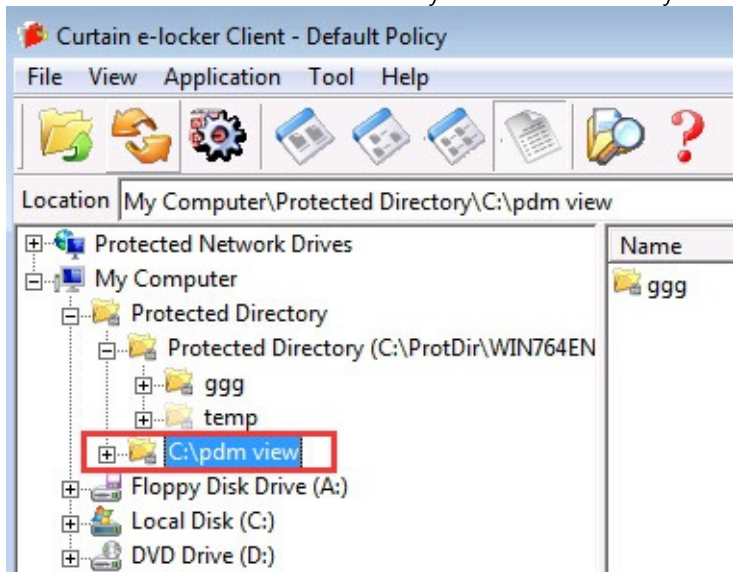 Curtain e-locker Client - Default Policy
File View Application Tool Help
Location My Computer\Protected Directory\C:\pdm view
Protected Network Drives
My Computer
Protected Directory
Protected Directory (C:\ProtDir\WIN764EN
ggg
temp
C:\pdm view
Floppy Disk Drive (A:)
Local Disk (C:)
DVD Drive (D:)
Name
ggg